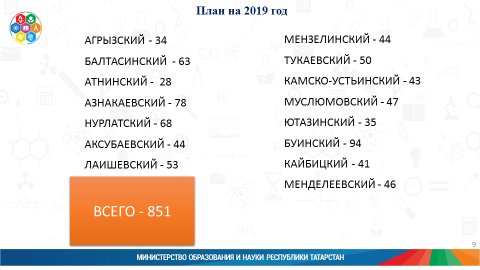 План на 2019 год
АГРЫЗСКИЙ - 34
БАЛТАСИНСКИЙ - 63
АТНИНСКИЙ - 28
АЗНАКАЕВСКИЙ - 78
НУРЛАТСКИЙ - 68
АКСУБАЕВСКИЙ - 44
ЛАИШЕВСКИЙ - 53
ВСЕГО - 851
МЕНЗЕЛИНСКИЙ - 44
ТУКАЕВСКИЙ - 50
КАМСКО-УСТЬИНСКИЙ - 43
МУСЛЮМОВСКИЙ - 47
ЮТАЗИНСКИЙ - 35
БУИНСКИЙ - 94
КАЙБИЦКИЙ - 41
МЕНДЕЛЕЕВСКИЙ - 46
9
МИНИСТЕРСТВО ОБРАЗОВАНИЯ И НАУКИ РЕСПУБЛИКИ ТАТАРСТАН